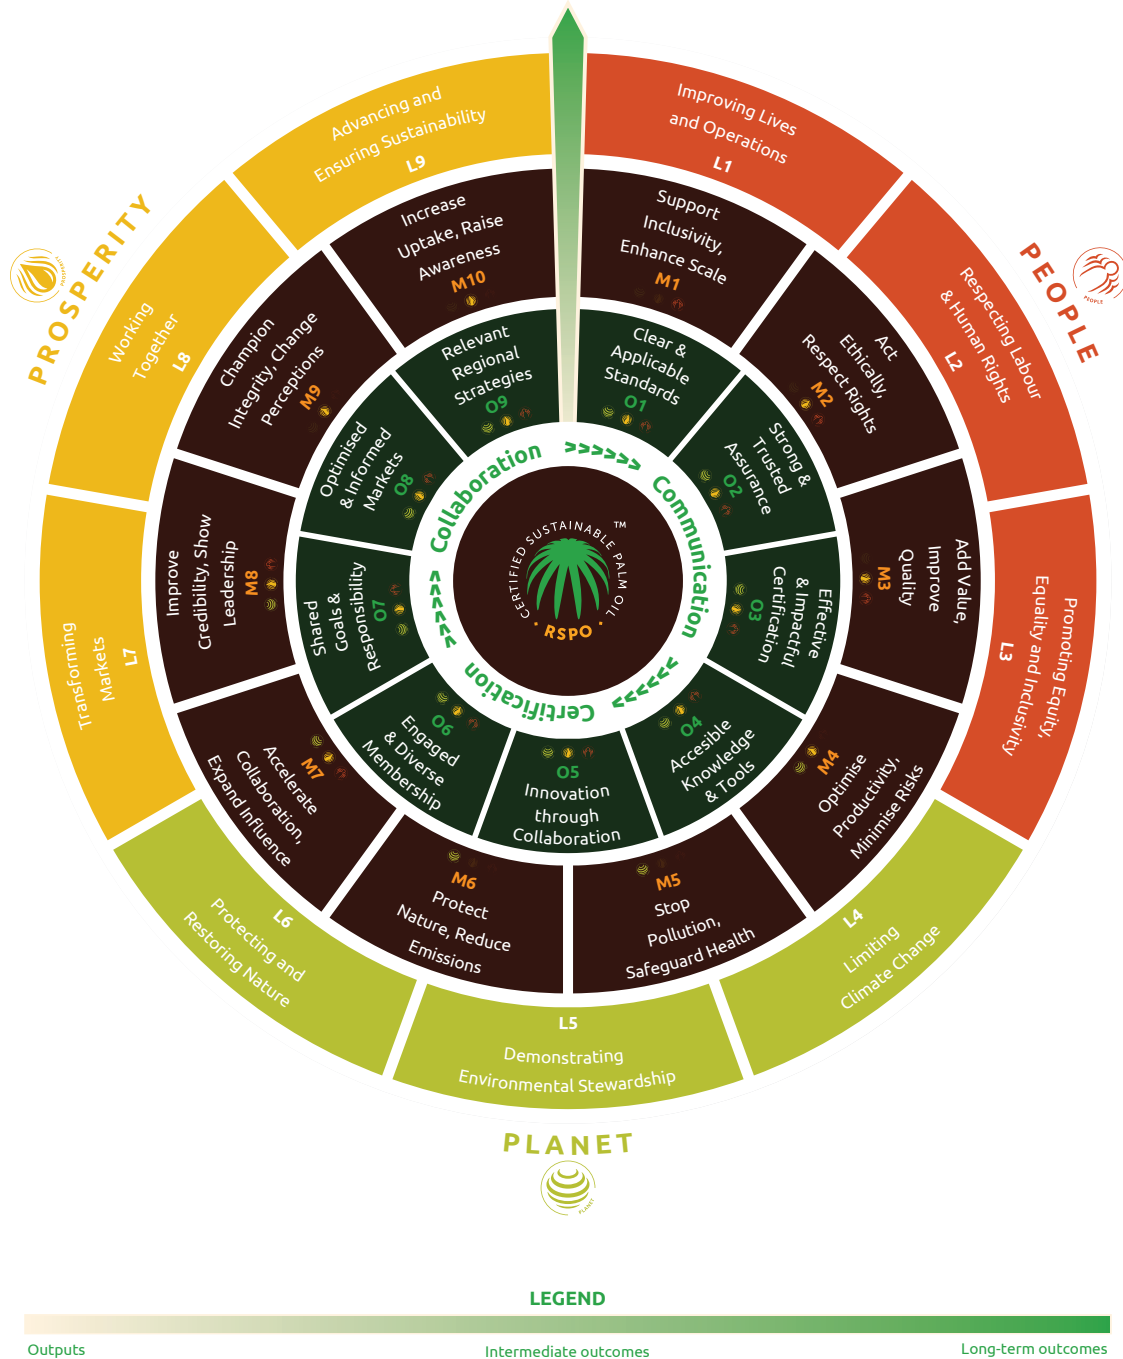 Improving Lives
and Operations
L1
Respecting Labour
& Human Rights
L2
Promoting Equity,
Equality and Inclusivity
L3
L4
Limiting
Climate Change
L5
Demonstrating
Environmental Stewardship
L6
Protecting and
Restoring Nature
Transforming
Markets
L7
Working
Together
L8
Advancing and
Ensuring Sustainability
L9
PEOPLE
PEOPLE
PLANET
PLANET
PROSPERITY
PROSPERITY
Support
Inclusivity,
Enhance Scale
M1
Act
Ethically,
Respect Rights
M2
Add Value,
Improve
Quality
M3
M4
Optimise
Productivity,
Minimise Risks
M5
Stop
Pollution,
Safeguard Health
M6
Protect
Nature, Reduce
Emissions
M7
Accelerate
Collaboration,
Expand Influence
Improve
Credibility, Show
Leadership
M8
Champion
Integrity, Change
Perceptions
M9
Increase
Uptake, Raise
Awareness
M10
Clear &
Applicable
Standards
O1
Strong &
Trusted
Assurance
O2
Effective
& Impactful
Certification
O3
O4
Accesible
Knowledge
& Tools
O5
Innovation
through
Collaboration
O6
Engaged
& Diverse
Membership
Shared
Goals &
Responsibility
O7
Optimised
& Informed
Markets
O8
Relevant
Regional
Strategies
O9
Collaboration >>>>>>
Communication >>>>>>
Certification >>>>>>
CERTIFIED SUSTAINABLE PALM OIL ™
· RSPO ·
LEGEND
Outputs
Intermediate outcomes
Long-term outcomes